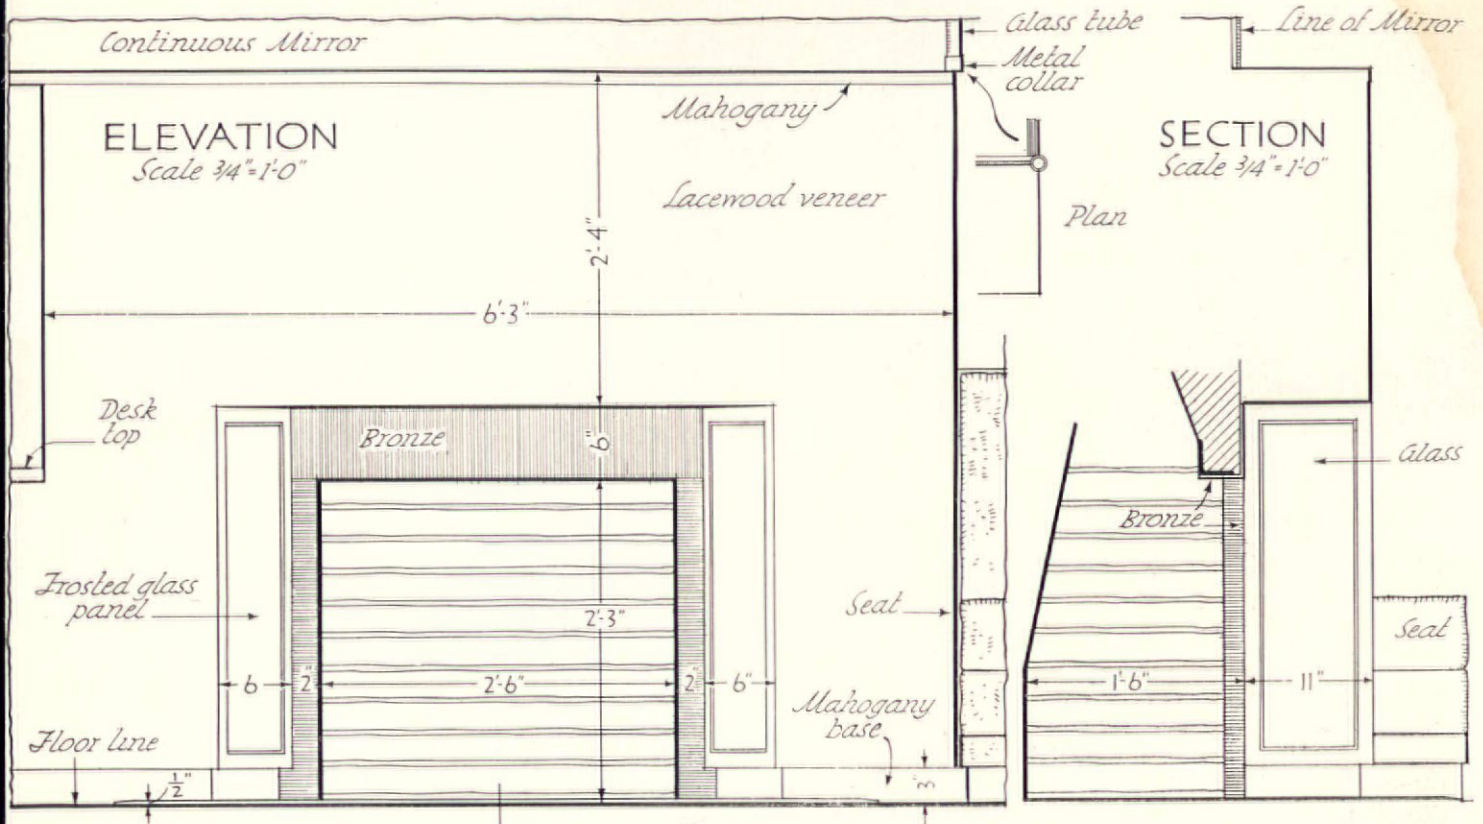 Continuous Mirror
Glass tube
Line of Mirror
Metal
collar
Mahogany
ELEVATION
Scale 3/4"=1'-0"
SECTION
Scale 3/4"=1'-0"
Lacewood veneer
Plan
2'-4"
6'-3"
Desk
top
Bronze
6"
Glass
Bronze
Frosted glass
panel
2'-3"
Seat
Seat
6
2"
2'-6"
2"
6"
1'-6"
11"
Mahogany
base
Floor line
1/2"
3"